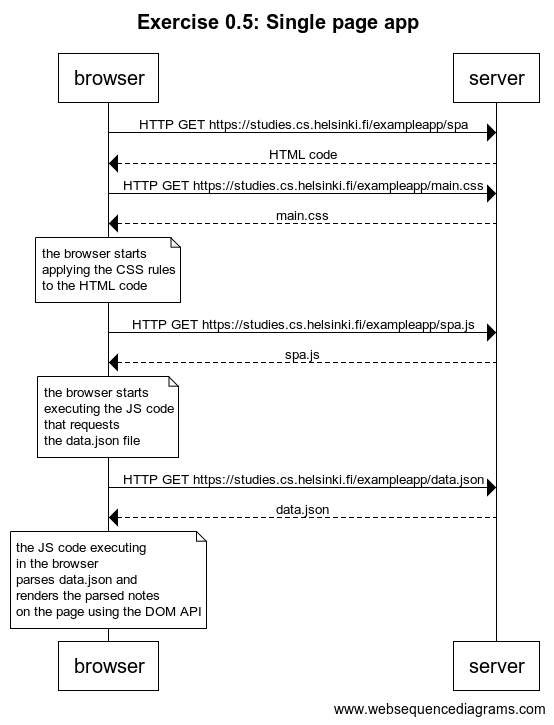 Exercise 0.5: Single page app
browser
server
HTTP GET https://studies.cs.helsinki.fi/exampleapp/spa
HTML code
HTTP GET https://studies.cs.helsinki.fi/exampleapp/main.css
main.css
the browser starts
applying the CSS rules
to the HTML code
HTTP GET https://studies.cs.helsinki.fi/exampleapp/spa.js
spa.js
the browser starts
executing the JS code
that requests
the data.json file
HTTP GET https://studies.cs.helsinki.fi/exampleapp/data.json
data.json
the JS code executing
in the browser
parses data.json and
renders the parsed notes
on the page using the DOM API
browser
server
www.websequencediagrams.com